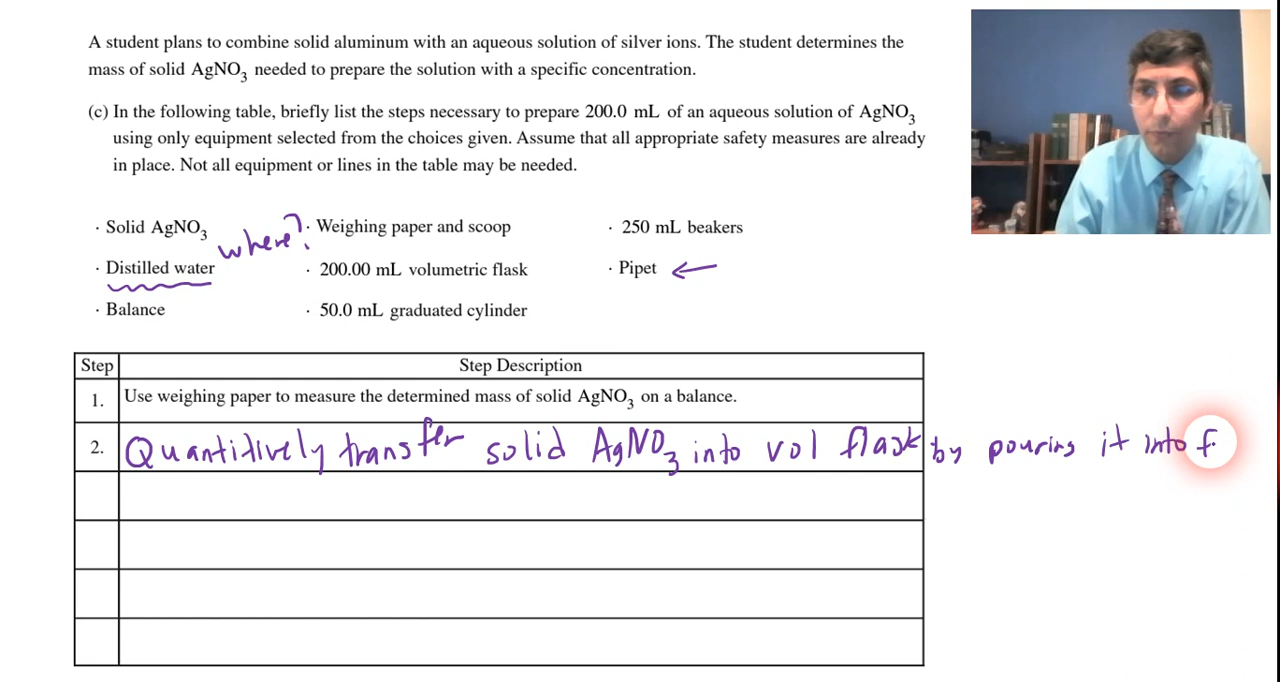 A student plans to combine solid aluminum with an aqueous solution of silver ions. The student determines the
mass of solid AgNO3 needed to prepare the solution with a specific concentration.
(c) In the following table, briefly list the steps necessary to prepare 200.0 mL of an aqueous solution of AgNO3
using only equipment selected from the choices given. Assume that all appropriate safety measures are already
in place. Not all equipment or lines in the table may be needed.
· Solid AgNO3
where?
· Weighing paper and scoop
· 250 mL beakers
· Distilled water
· 200.00 mL volumetric flask
· Pipet
· Balance
· 50.0 mL graduated cylinder
Step Step Description
1. Use weighing paper to measure the determined mass of solid AgNO3 on a balance.
2. Quantitively transfer solid AgNO3 into vol flask by pouring it into f